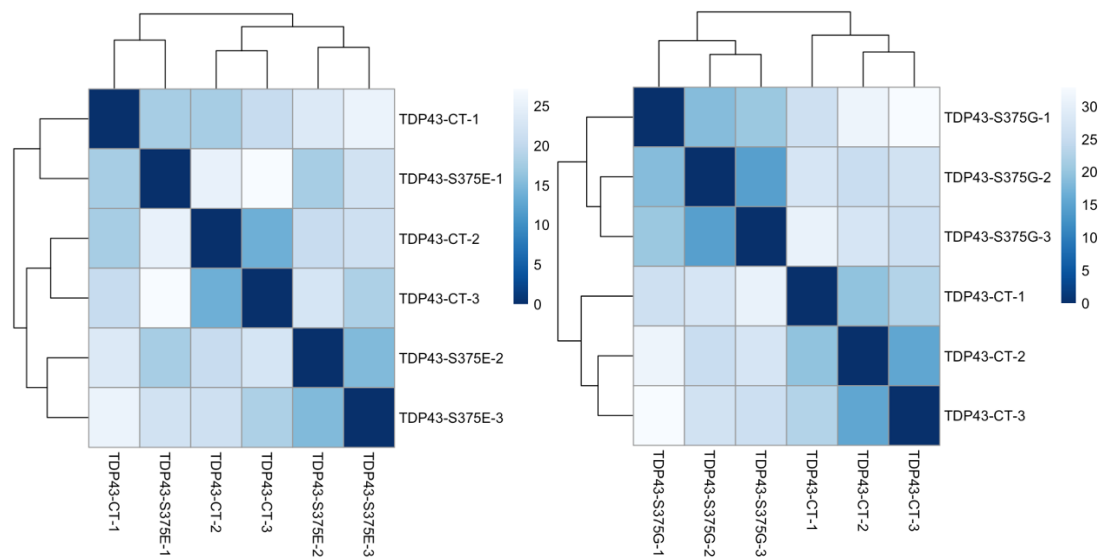 25
20
15
10
5
0
TDP43-CT-1
TDP43-S375E-1
TDP43-CT-2
TDP43-CT-3
TDP43-S375E-2
TDP43-S375E-3
TDP43-CT-1
TDP43-S375E-1
TDP43-CT-2
TDP43-CT-3
TDP43-S375E-2
TDP43-S375E-3
30
25
20
15
10
5
0
TDP43-S375G-1
TDP43-S375G-2
TDP43-S375G-3
TDP43-CT-1
TDP43-CT-2
TDP43-CT-3
TDP43-S375G-1
TDP43-S375G-2
TDP43-S375G-3
TDP43-CT-1
TDP43-CT-2
TDP43-CT-3